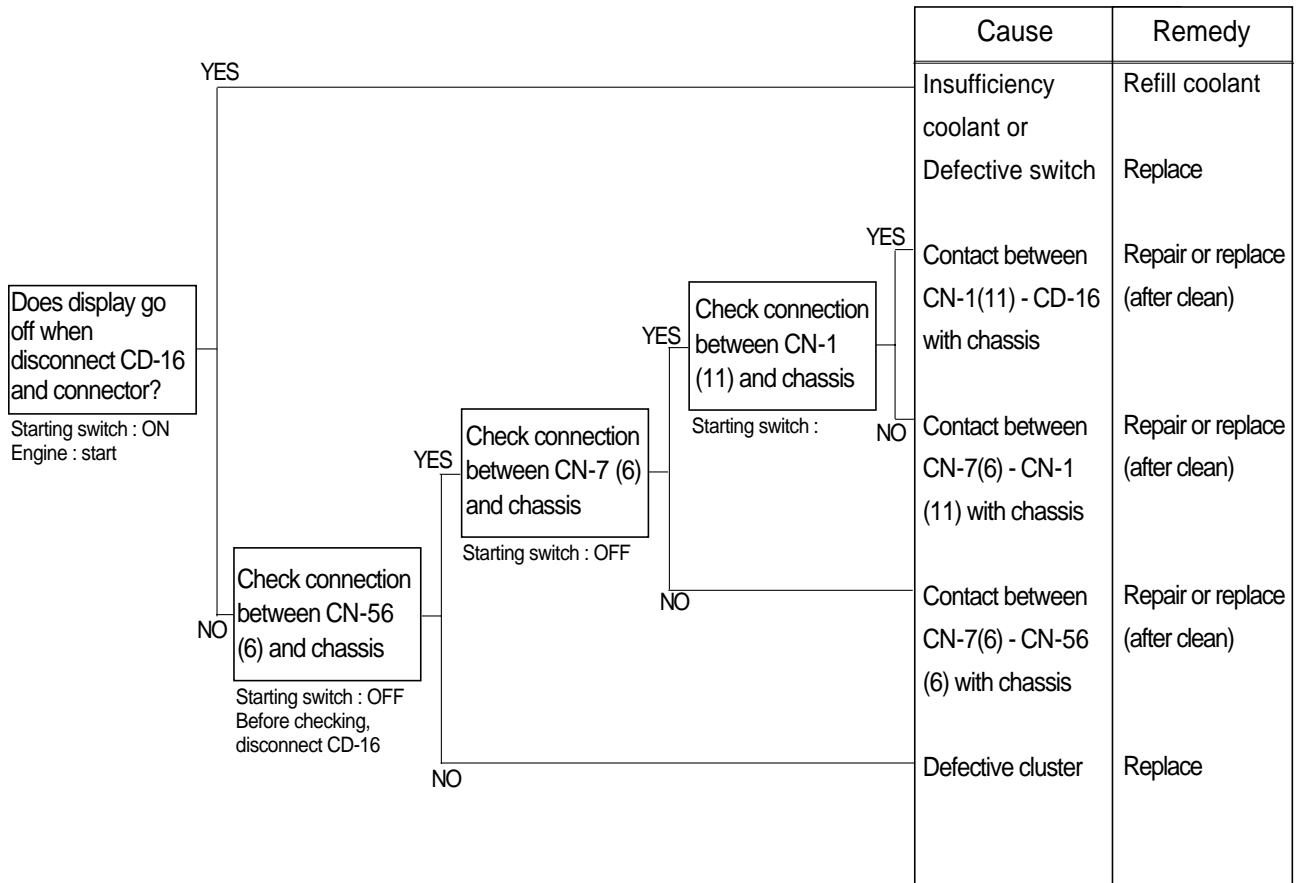 Cause
Remedy
YES
Insufficiency
coolant or
Defective switch
Refill coolant
Replace
YES
Contact between
CN-1(11) - CD-16
with chassis
Repair or replace
(after clean)
Does display go
off when
disconnect CD-16
and connector?
Starting switch : ON
Engine : start
YES
Check connection
between CN-1
(11) and chassis
Starting switch :
NO
Contact between
CN-7(6) - CN-1
(11) with chassis
Repair or replace
(after clean)
YES
Check connection
between CN-7 (6)
and chassis
Starting switch : OFF
NO
Contact between
CN-7(6) - CN-56
(6) with chassis
Repair or replace
(after clean)
NO
Check connection
between CN-56
(6) and chassis
Starting switch : OFF
Before checking,
disconnect CD-16
NO
Defective cluster
Replace